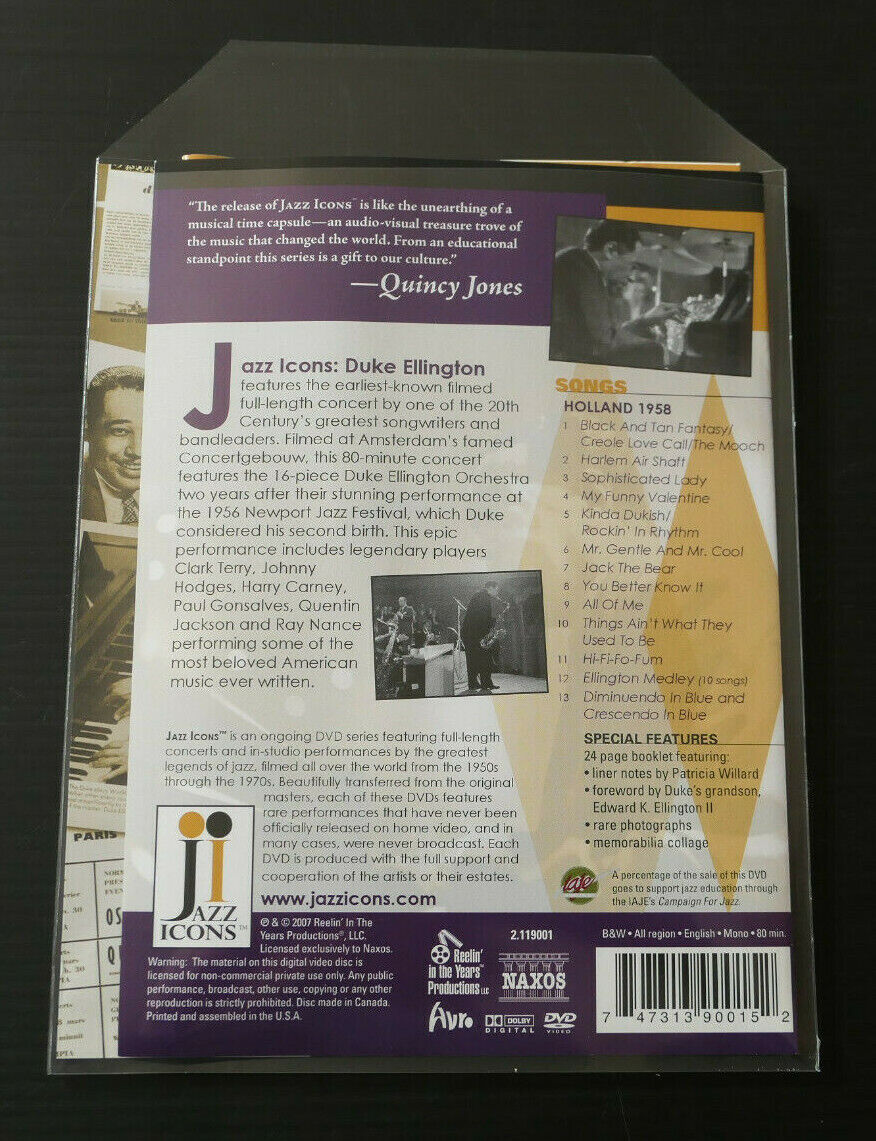 “The release of JAZZ ICONS™ is like the unearthing of a
musical time capsule—an audio-visual treasure trove of
the music that changed the world. From an educational
standpoint this series is a gift to our culture.”
—Quincy Jones
Jazz Icons: Duke Ellington
features the earliest-known filmed
full-length concert by one of the 20th
Century's greatest songwriters and
bandleaders. Filmed at Amsterdam's famed
Concertgebouw, this 80-minute concert
features the 16-piece Duke Ellington Orchestra
two years after their stunning performance at
the 1956 Newport Jazz Festival, which Duke
considered his second birth. This epic
performance includes legendary players
Clark Terry, Johnny
Hodges, Harry Carney,
Paul Gonsalves, Quentin
Jackson and Ray Nance
performing some of the
most beloved American
music ever written.
SONGS
HOLLAND 1958
1 Black And Tan Fantasy/
Creole Love Call/The Mooch
2 Harlem Air Shaft
3 Sophisticated Lady
4 My Funny Valentine
5 Kinda Dukish/
Rockin' In Rhythm
6 Mr. Gentle And Mr. Cool
7 Jack The Bear
8 You Better Know It
9 All Of Me
10 Things Ain't What They
Used To Be
11 Hi-Fi-Fo-Fum
12 Ellington Medley (10 songs)
13 Diminuendo In Blue and
Crescendo In Blue
SPECIAL FEATURES
24 page booklet featuring:
• liner notes by Patricia Willard
• foreword by Duke's grandson,
Edward K. Ellington II
• rare photographs
• memorabilia collage
A percentage of the sale of this DVD
goes to support jazz education through
the IAJE's Campaign For Jazz.
JAZZ ICONS™ is an ongoing DVD series featuring full-length
concerts and in-studio performances by the greatest
legends of jazz, filmed all over the world from the 1950s
through the 1970s. Beautifully transferred from the original
masters, each of these DVDs features
rare performances that have never been
officially released on home video, and in
many cases, were never broadcast. Each
DVD is produced with the full support and
cooperation of the artists or their estates.
www.jazzicons.com
ji
JAZZ
ICONS™
℗ & © 2007 Reelin' In The
Years Productions®, LLC.
Licensed exclusively to Naxos.
Warning: The material on this digital video disc is
licensed for non-commercial private use only. Any public
performance, broadcast, other use, copying or any other
reproduction is strictly prohibited. Disc made in Canada.
Printed and assembled in the U.S.A.
Reelin'
in the Years™
Productions LLC
2.119001
NAXOS
Avro
DOLBY
DIGITAL
DVD
VIDEO
B&W • All region • English • Mono • 80 min.
7 47313 90015 2
PARIS